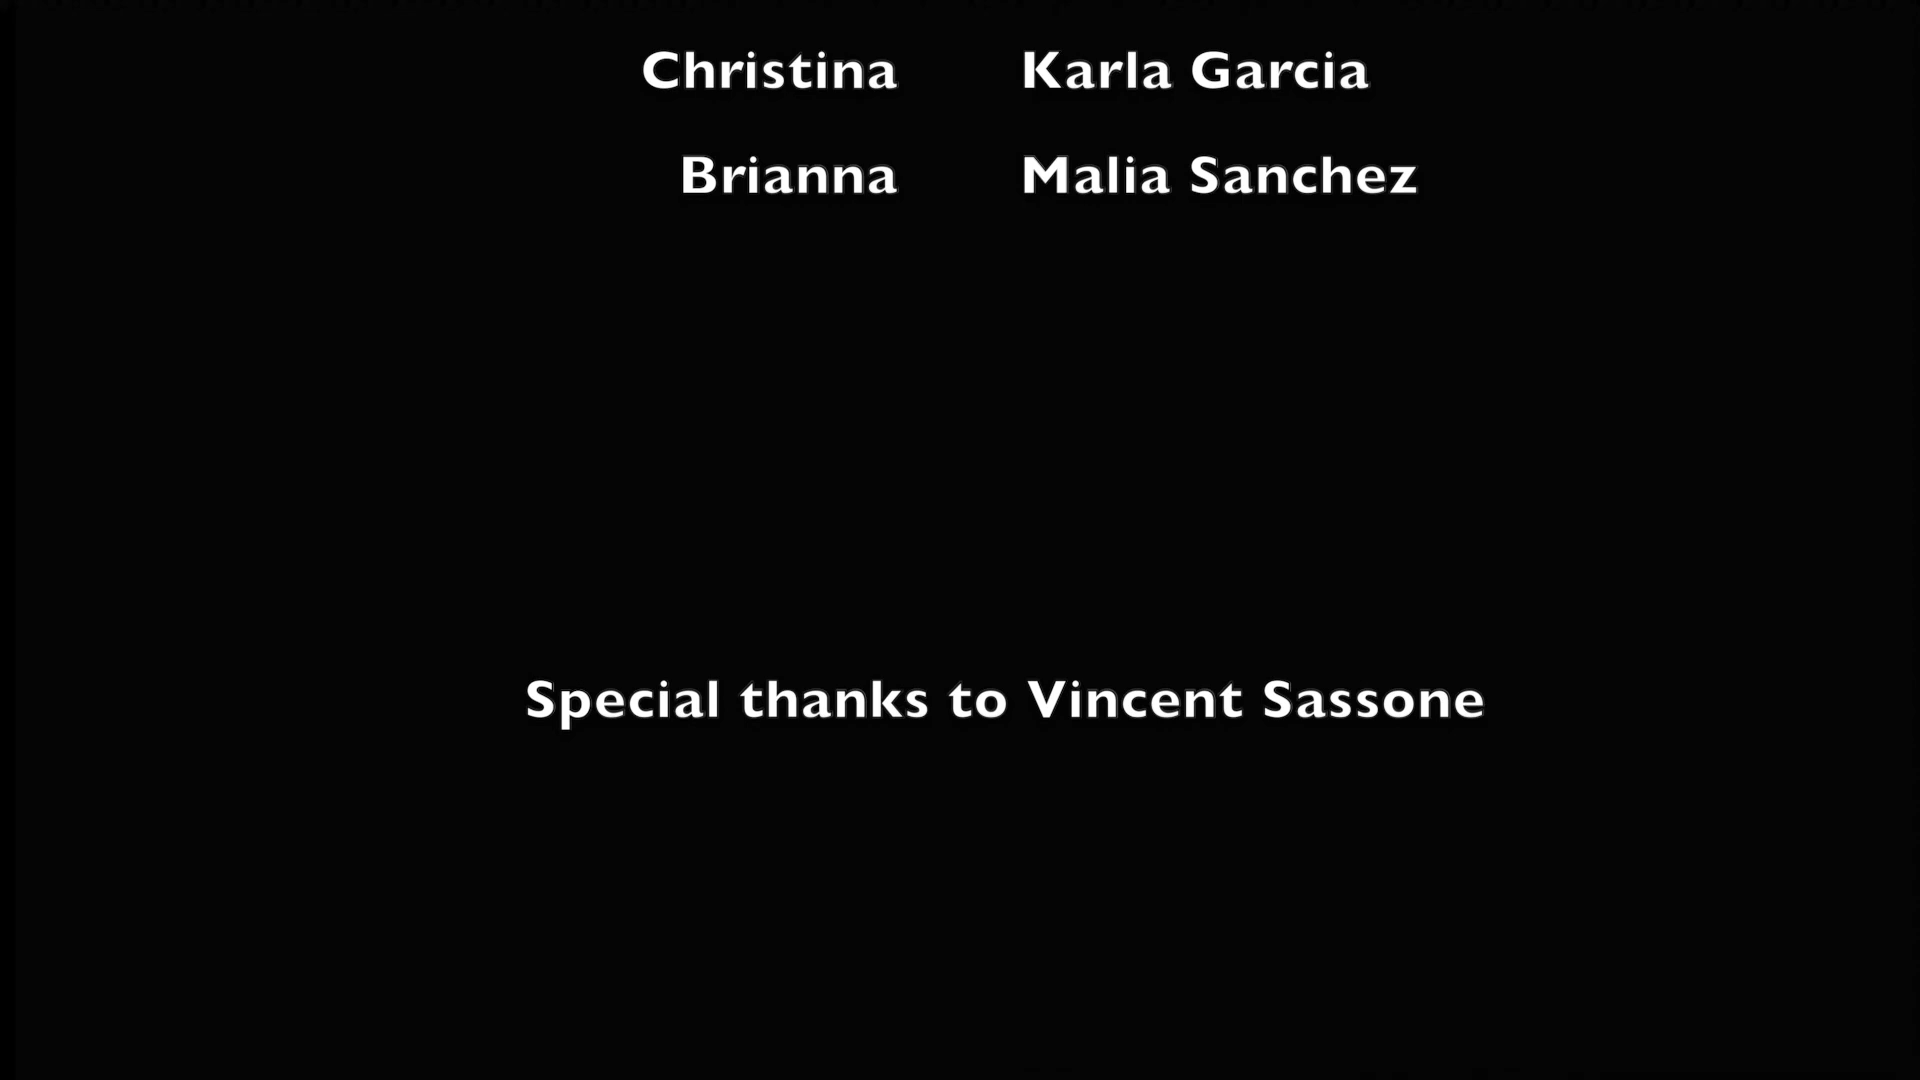 Christina Karla Garcia
Brianna Malia Sanchez
Special thanks to Vincent Sassone